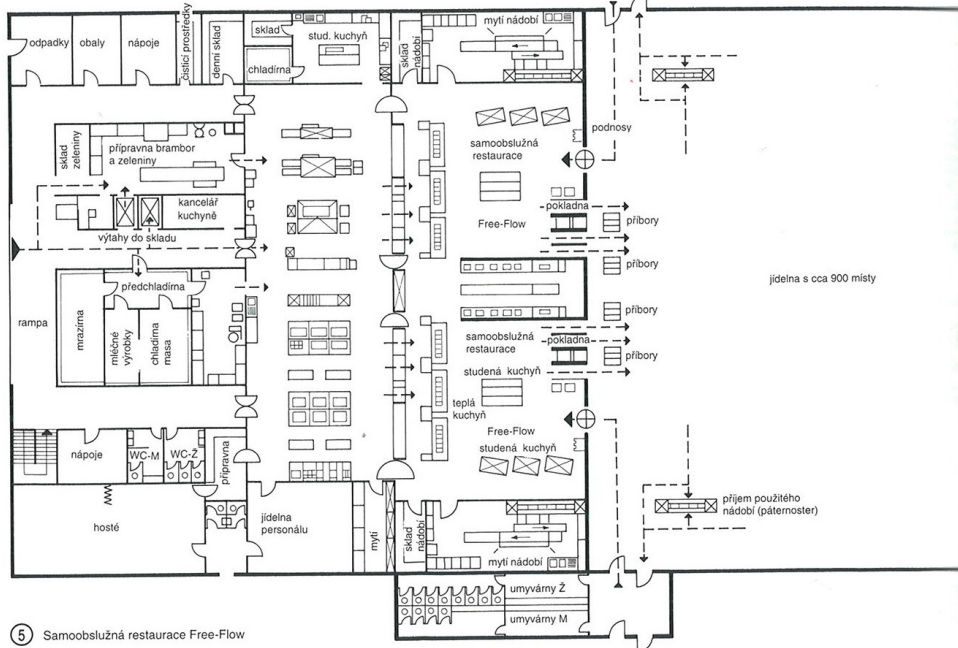 odpadky
obaly
nápoje
čisticí prostředky
denní sklad
sklad
chladírna
stud. kuchyň
sklad
nádobí
mytí nádobí
sklad
zeleniny
přípravna brambor
a zeleniny
kancelář
kuchyně
výtahy do skladu
samoobslužná
restaurace
Free-Flow
podnosy
pokladna
příbory
příbory
jídelna s cca 900 místy
rampa
mrazírna
předchladírna
mléčné
výrobky
chladírna
masa
samoobslužná
restaurace
studená kuchyň
teplá
kuchyň
Free-Flow
studená kuchyň
příbory
pokladna
příbory
nápoje
WC-M
WC-Ž
přípravna
hosté
jídelna
personálu
mytí
sklad
nádobí
mytí nádobí
příjem použitého
nádobí (páternoster)
umyvárny Ž
umyvárny M
5 Samoobslužná restaurace Free-Flow